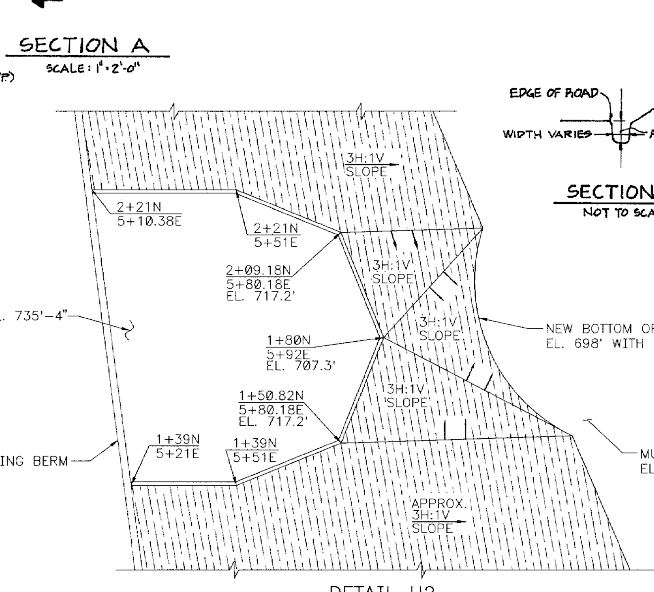 SECTION A
SCALE: 1"=2'-0"
EDGE OF ROAD
WIDTH VARIES
SECTION
NOT TO SCA
3H:1V
SLOPE
2+21N
5+10.38E
2+21N
5+51E
2+09.18N
5+80.18E
EL. 717.2'
3H:1V
SLOPE
735'-4"
3H:1V
SLOPE
NEW BOTTOM
EL. 698' WITH
1+80N
5+92E
EL. 707.3'
3H:1V
SLOPE
1+50.82N
5+80.18E
EL. 717.2'
1+39N
5+21E
1+39N
5+51E
ING BERM
MU
EL
APPROX.
3H:1V
SLOPE